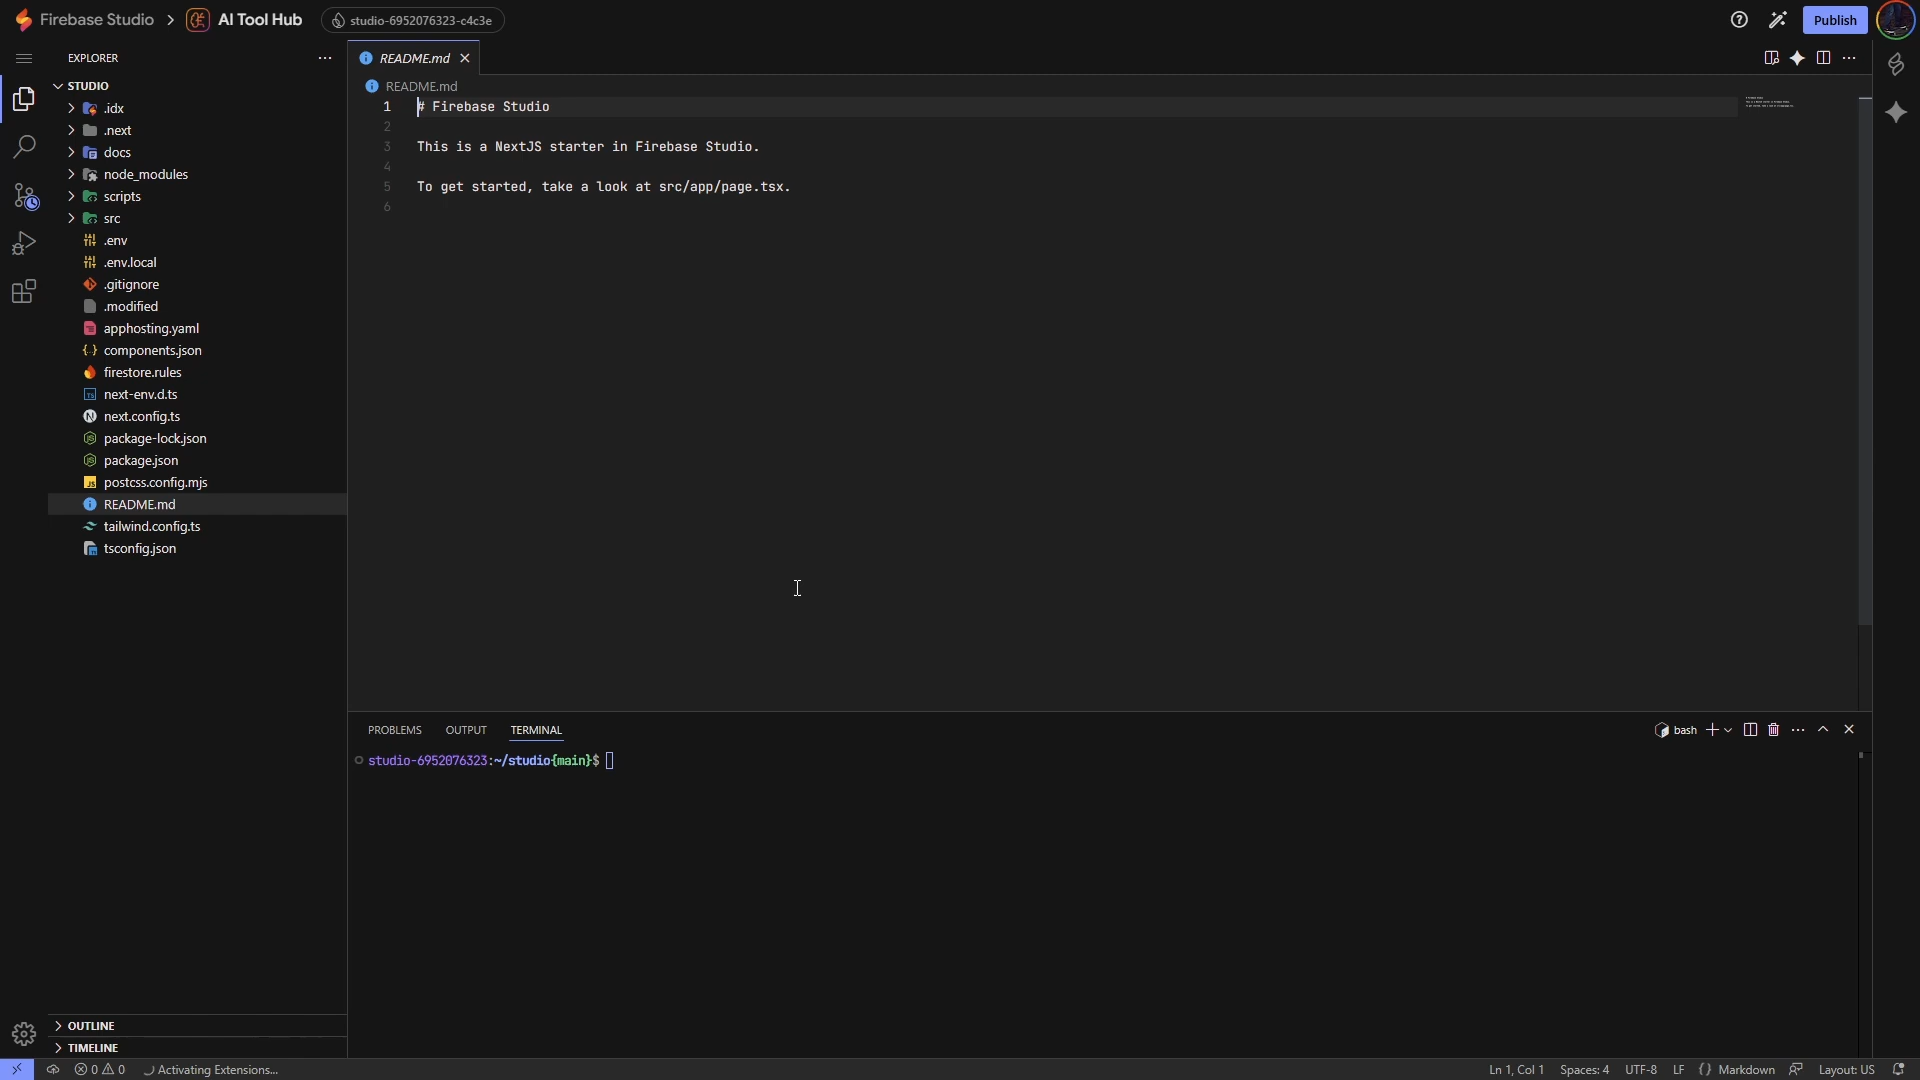 Firebase Studio
AI Tool Hub
studio-6952076323-c4c3e
Publish
EXPLORER
README.md
STUDIO
.idx
.next
docs
node_modules
scripts
src
.env
.env.local
.gitignore
.modified
apphosting.yaml
components.json
firestore.rules
next-env.d.ts
next.config.ts
package-lock.json
package.json
postcss.config.mjs
README.md
tailwind.config.ts
tsconfig.json
OUTLINE
TIMELINE
README.md
1 # Firebase Studio
2
3 This is a NextJS starter in Firebase Studio.
4
5 To get started, take a look at src/app/page.tsx.
6
PROBLEMS OUTPUT TERMINAL
bash
studio-6952076323:~/studio{main}$
0 0 Activating Extensions...
Ln 1, Col 1 Spaces: 4 UTF-8 LF {} Markdown Layout: US